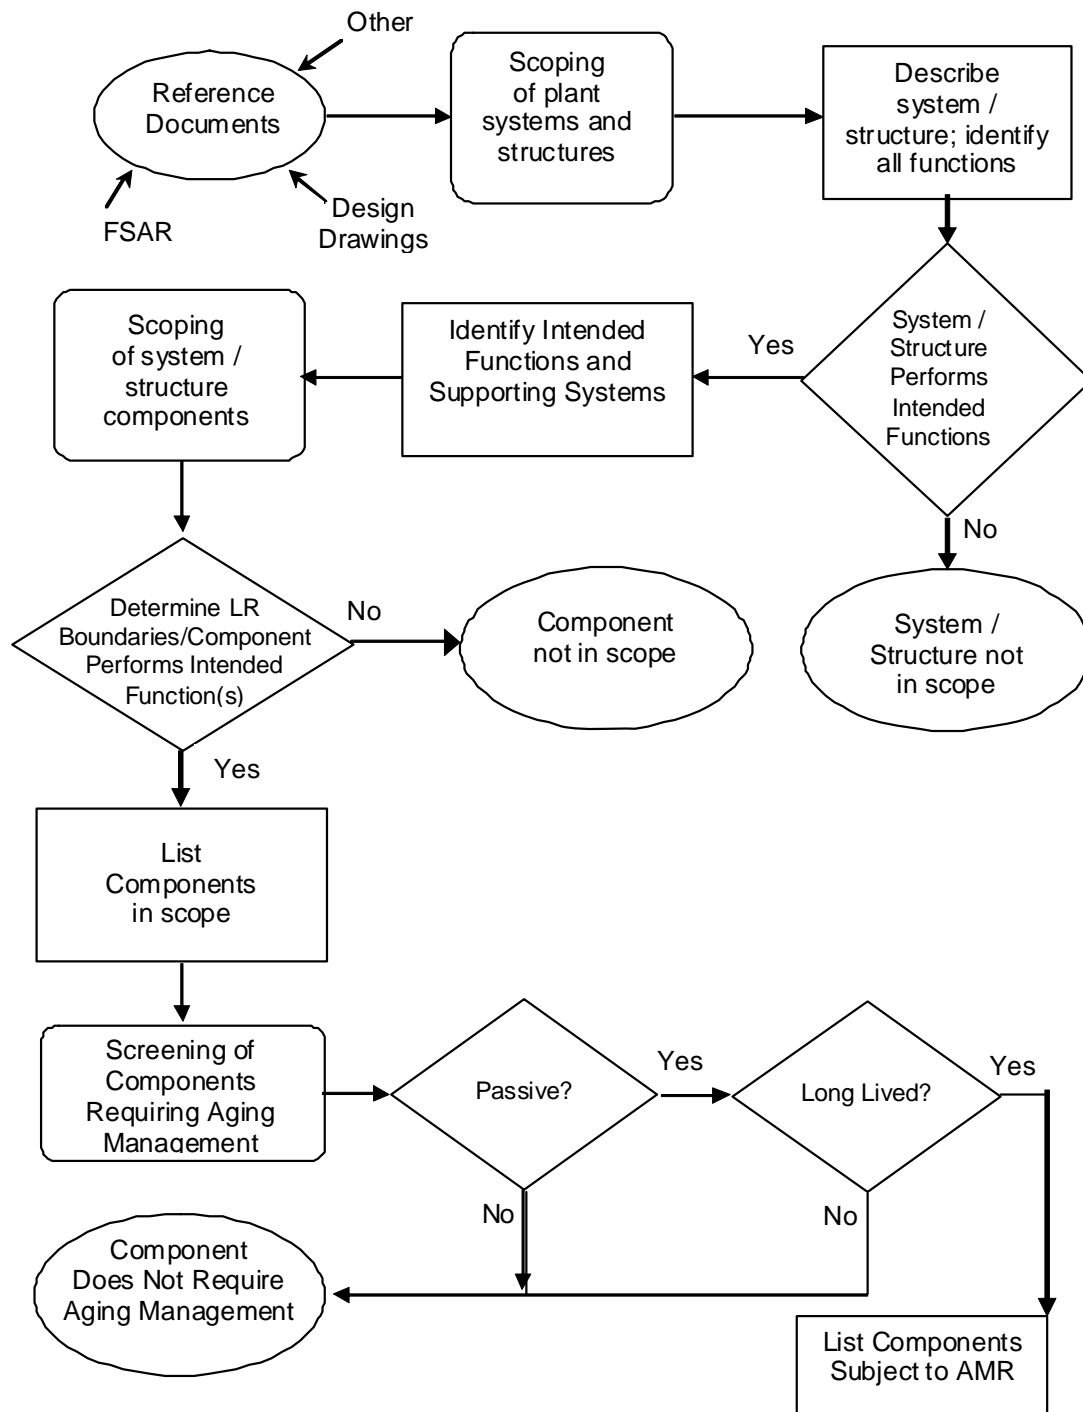 Other
Reference
Documents
FSAR
Design
Drawings
Scoping
of plant
systems and
structures
Describe
system /
structure; identify
all functions
System /
Structure
Performs
Intended
Functions
Yes
No
Identify Intended
Functions and
Supporting Systems
Scoping
of system /
structure
components
System /
Structure not
in scope
Determine LR
Boundaries/Component
Performs Intended
Function(s)
No
Component
not in scope
Yes
List
Components
in scope
Screening of
Components
Requiring Aging
Management
Passive?
Yes
Long Lived?
Yes
No
No
Component
Does Not Require
Aging Management
List Components
Subject to AMR